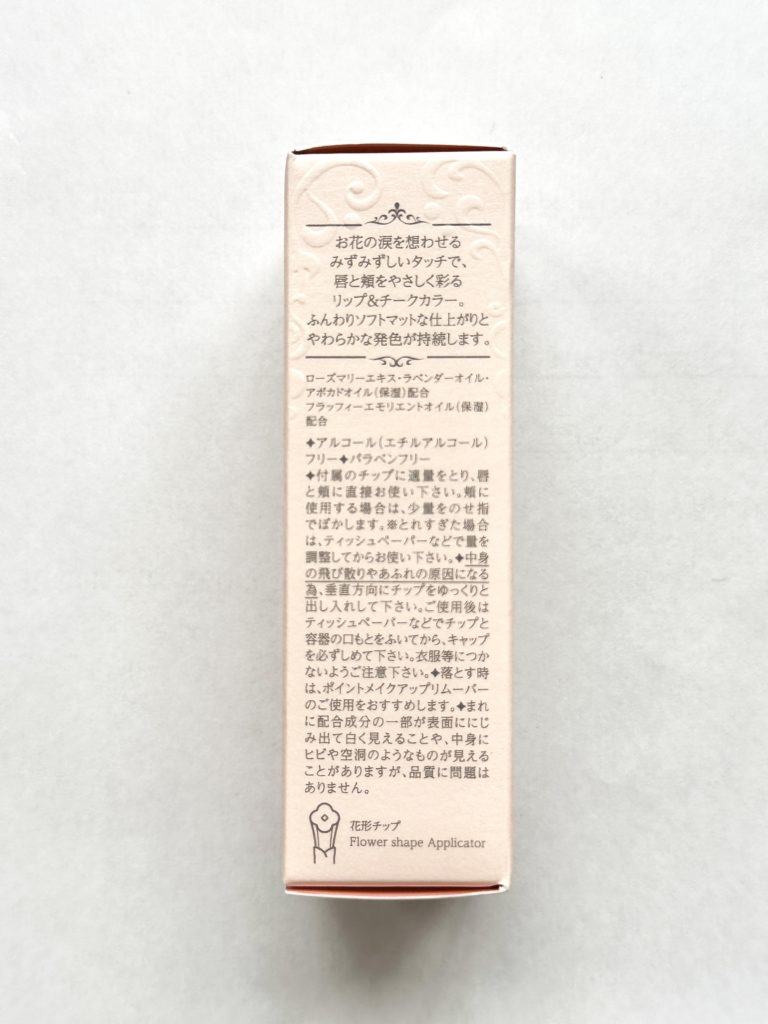 お花の涙を想わせる
みずみずしいタッチで、
唇と頬をやさしく彩る
リップ&チークカラー。
ふんわりソフトマットな仕上がりと
やわらかな発色が持続します。
ローズマリーエキス・ラベンダーオイル・
アボカドオイル(保湿)配合
フラッフィーエモリエントオイル(保湿)
配合
✦アルコール(エチルアルコール)
フリー✦パラベンフリー
✦付属のチップに適量をとり、唇
と頬に直接お使い下さい。頬に
使用する場合は、少量をのせ指
でぼかします。※とれすぎた場合
は、ティッシュペーパーなどで量を
調整してからお使い下さい。✦中身
の飛び散りやあふれの原因になる
為、垂直方向にチップをゆっくりと
出し入れして下さい。ご使用後は
ティッシュペーパーなどでチップと
容器の口もとをふいてから、キャップ
を必ずしめて下さい。衣服等につか
ないようご注意下さい。✦落とす時
は、ポイントメイクアップリムーバー
のご使用をおすすめします。✦まれ
に配合成分の一部が表面ににじ
み出て白く見えることや、中身に
ヒビや空洞のようなものが見える
ことがありますが、品質に問題は
ありません。
花形チップ
Flower shape Applicator